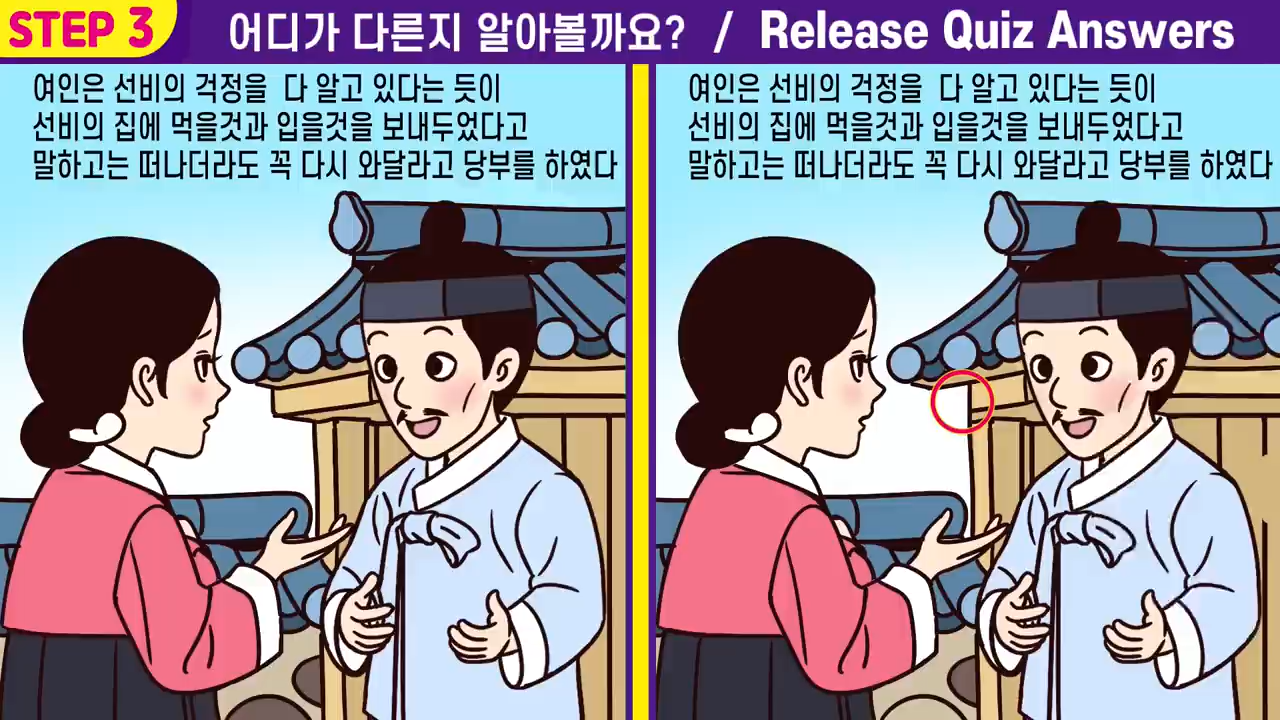 STEP 3
어디가 다른지 알아볼까요? / Release Quiz Answers
여인은 선비의 걱정을 다 알고 있다는 듯이
선비의 집에 먹을것과 입을것을 보내두었다고
말하고는 떠나더라도 꼭 다시 와달라고 당부를 하였다
여인은 선비의 걱정을 다 알고 있다는 듯이
선비의 집에 먹을것과 입을것을 보내두었다고
말하고는 떠나더라도 꼭 다시 와달라고 당부를 하였다